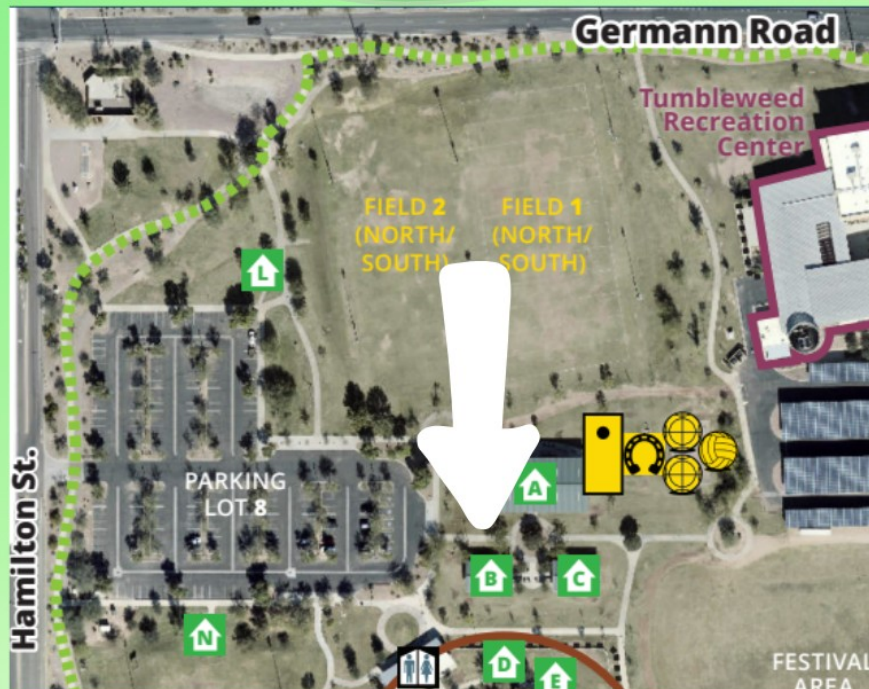 Germann Road
Tumbleweed
Recreation
Center
FIELD 2
(NORTH/
SOUTH)
FIELD 1
(NORTH/
SOUTH)
L
A
PARKING
LOT 8
Hamilton St.
B
C
N
D
E
FESTIVAL
AREA